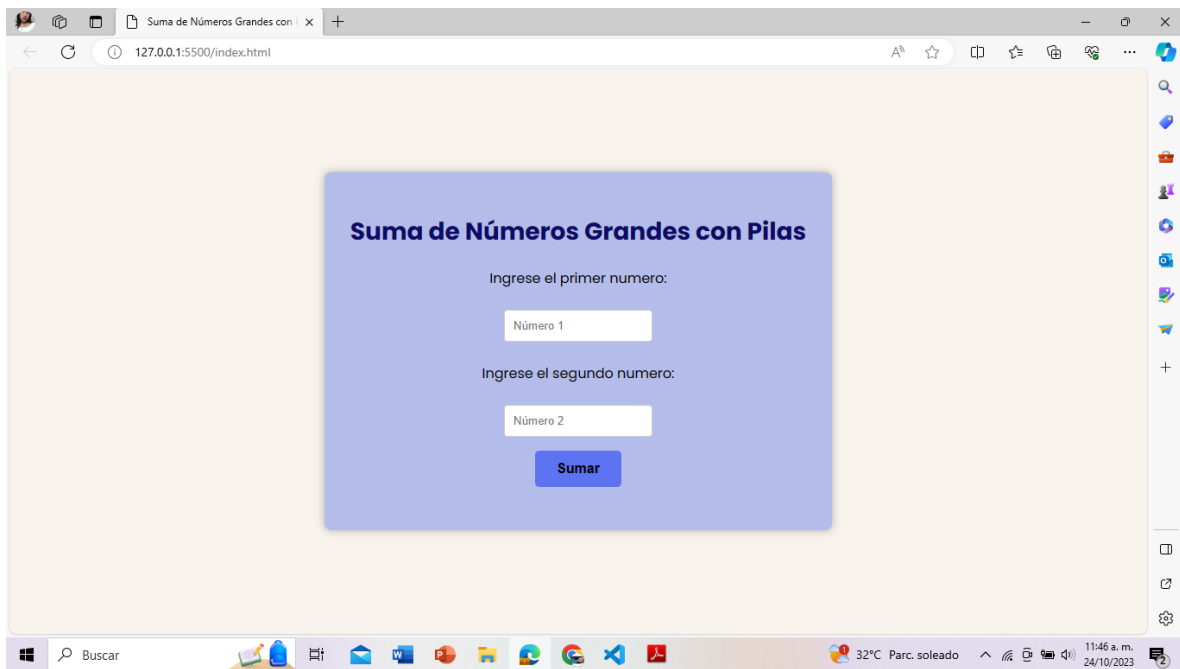 Suma de Números Grandes con
127.0.0.1:5500/index.html
Suma de Números Grandes con Pilas
Ingrese el primer numero:
Número 1
Ingrese el segundo numero:
Número 2
Sumar
Buscar
32°C Parc. soleado
11:46 a. m.
24/10/2023
2